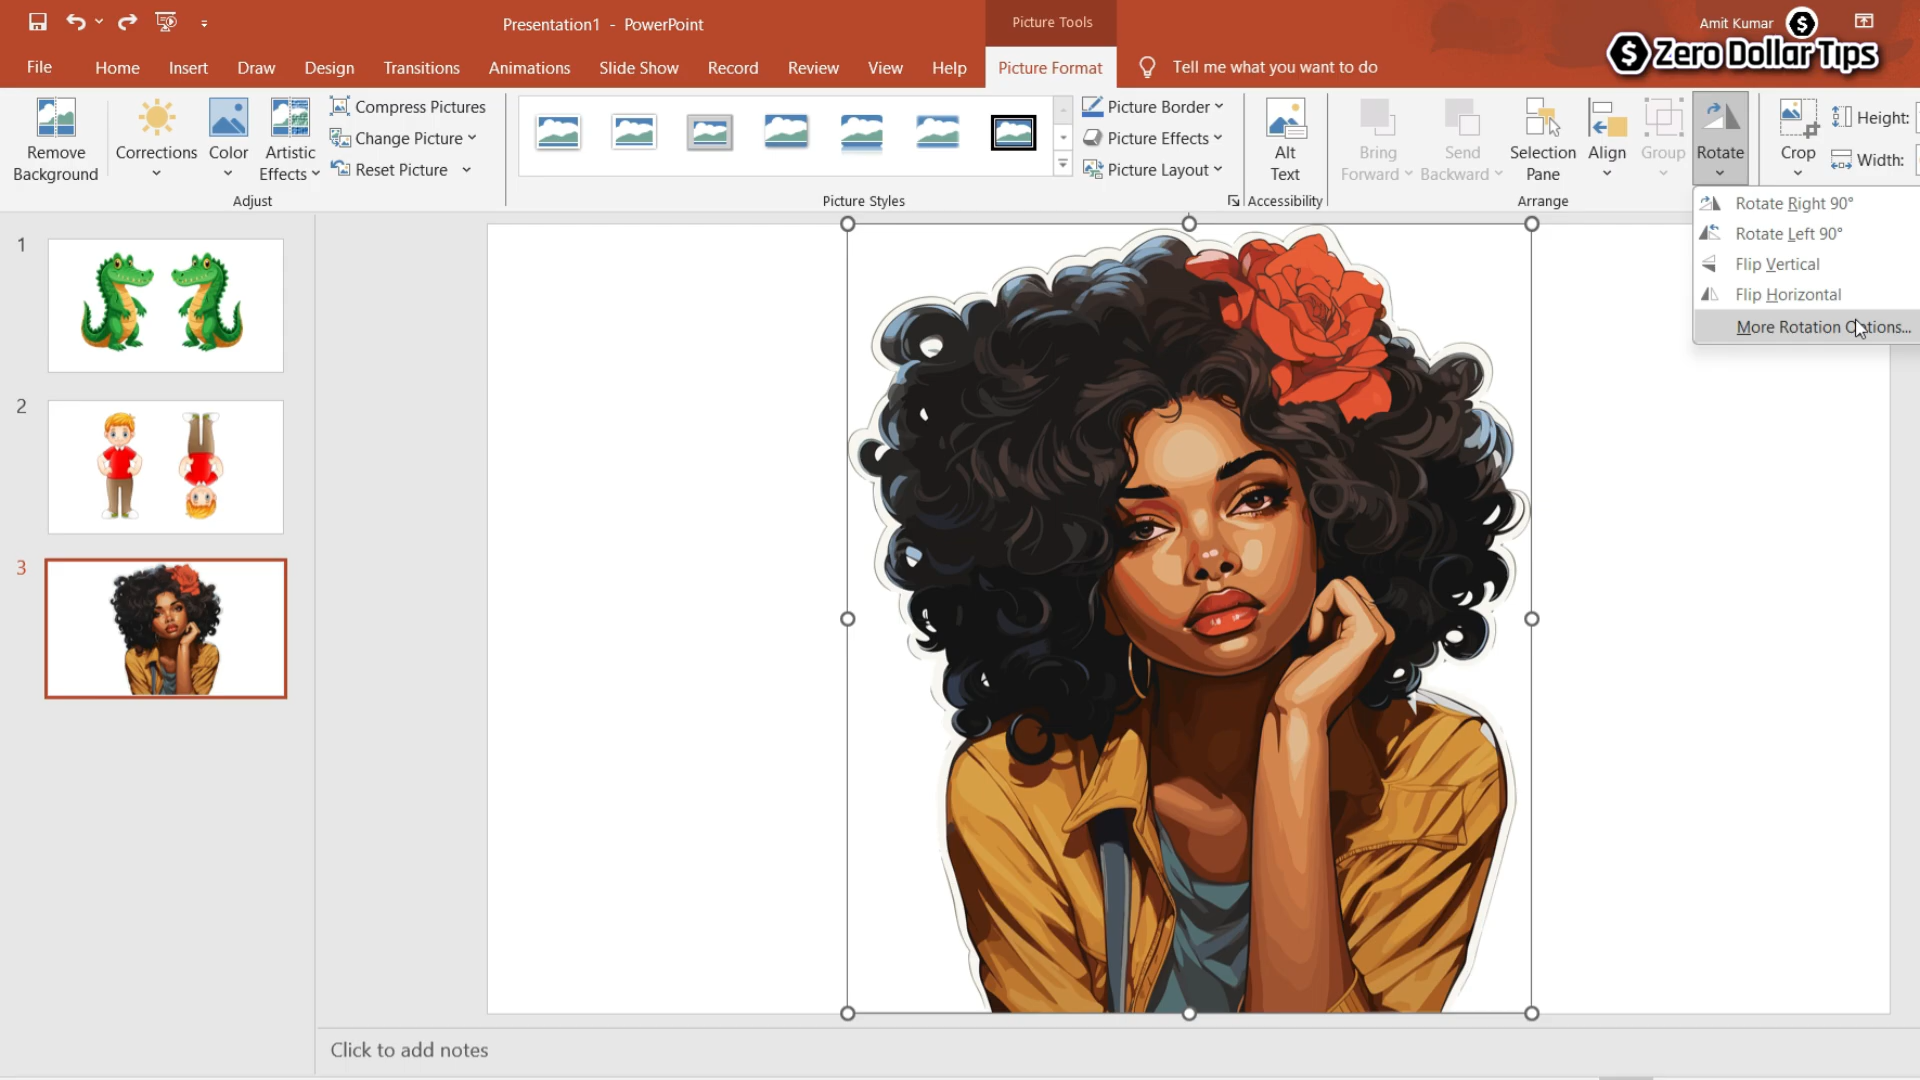 Presentation1 - PowerPoint
Picture Tools
Amit Kumar
$
$ Zero Dollar Tips
File Home Insert Draw Design Transitions Animations Slide Show Record Review View Help Picture Format Tell me what you want to do
Remove Background
Corrections
Color
Artistic Effects
Compress Pictures
Change Picture
Reset Picture
Adjust
Picture Styles
Picture Border
Picture Effects
Picture Layout
Alt Text
Accessibility
Bring Forward
Send Backward
Selection Pane
Align
Group
Rotate
Arrange
Crop
Height:
Width:
Rotate Right 90°
Rotate Left 90°
Flip Vertical
Flip Horizontal
More Rotation Options...
1
2
3
Click to add notes